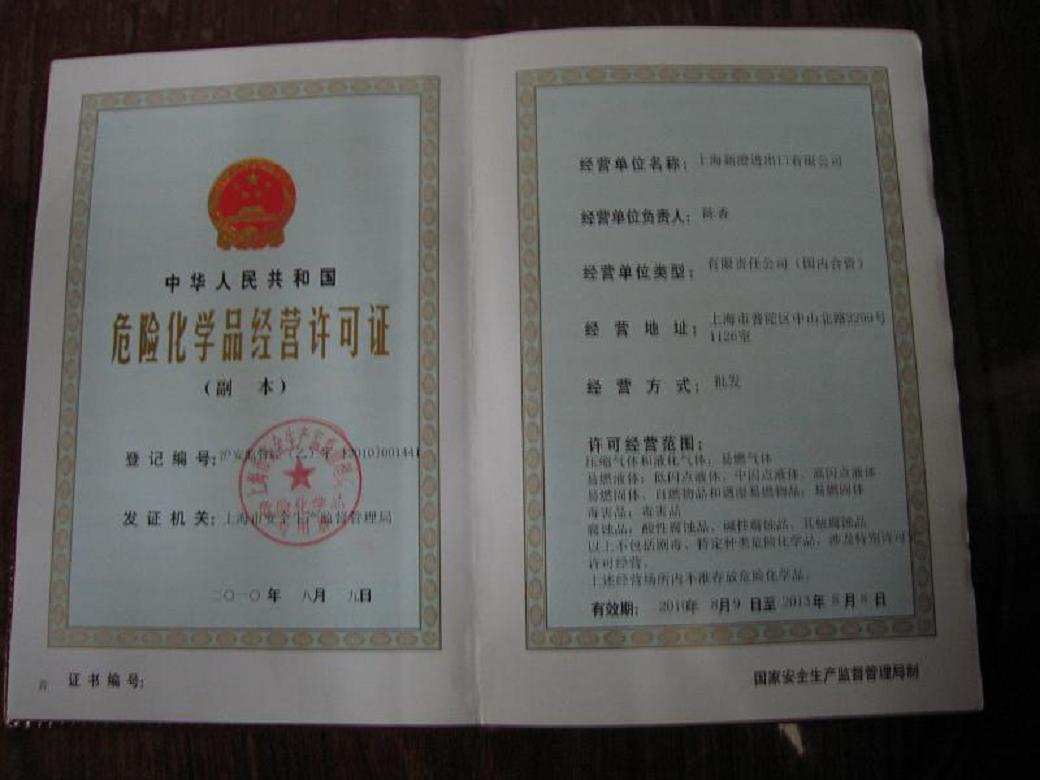 中华人民共和国
危险化学品经营许可证
（副 本）
登记编号：
发证机关：上海市安全生产监督管理局
二〇一〇年 八月 九日
证书编号：
经营单位名称：上海新澄进出口有限公司
经营单位负责人：陈香
经营单位类型：有限责任公司（国内合资）
经营地址：上海市普陀区中山北路2299号
1126室
经营方式：批发
许可经营范围：
压缩气体和液化气体：易燃气体
易燃液体：低闪点液体、中闪点液体、高闪点液体
易燃固体、自燃物品和遇湿易燃物品：易燃固体
毒害品：毒害品
腐蚀品：酸性腐蚀品、碱性腐蚀品、其他腐蚀品
以上不包括剧毒、特定种类危险化学品，涉及特别许可凭
许可经营。
上述经营场所内不准存放危险化学品。
有效期：2010年 8月9 日至2013年8月8日
国家安全生产监督管理局制